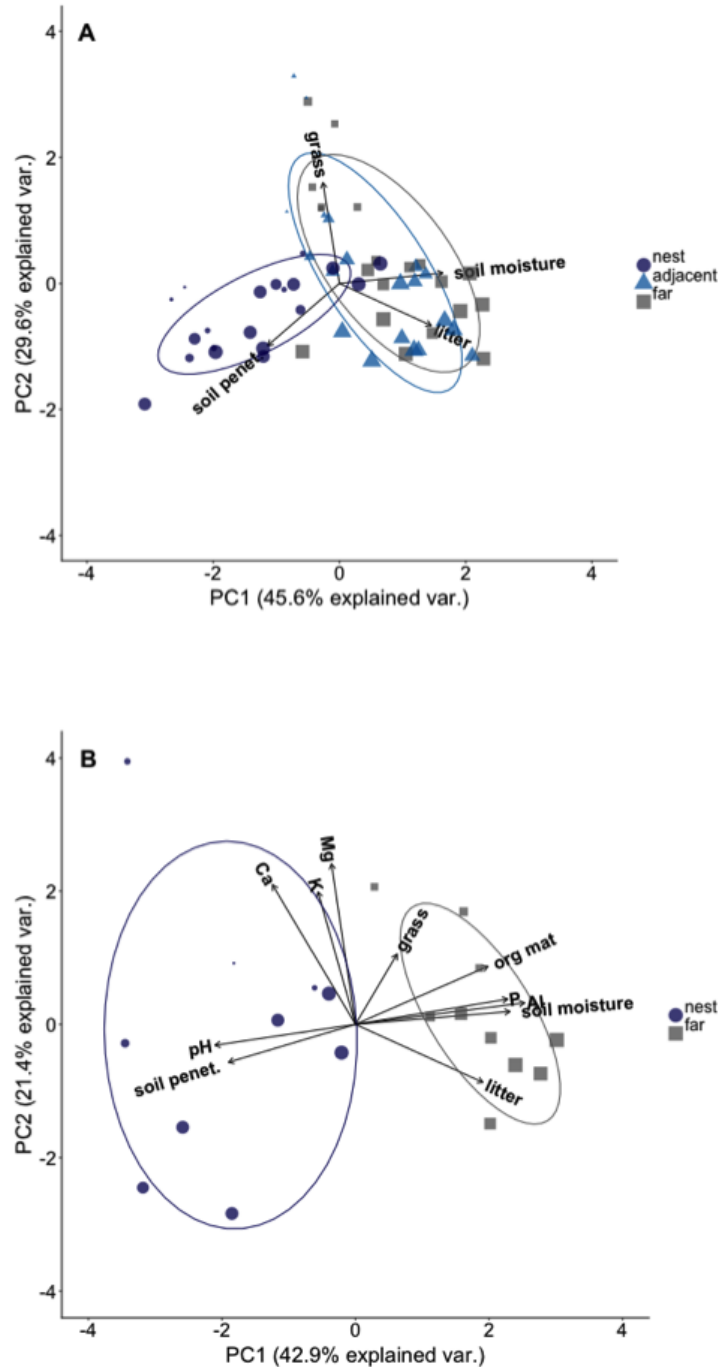 A
4
2
0
-2
-4
PC2 (29.6% explained var.)
grass
soil moisture
litter
soil penet.
nest
adjacent
far
-4
-2
0
2
4
PC1 (45.6% explained var.)
B
4
2
0
-2
-4
PC2 (21.4% explained var.)
Mg
Ca
K
grass
org mat
P
Al
soil moisture
pH
soil penet.
litter
nest
far
-4
-2
0
2
4
PC1 (42.9% explained var.)